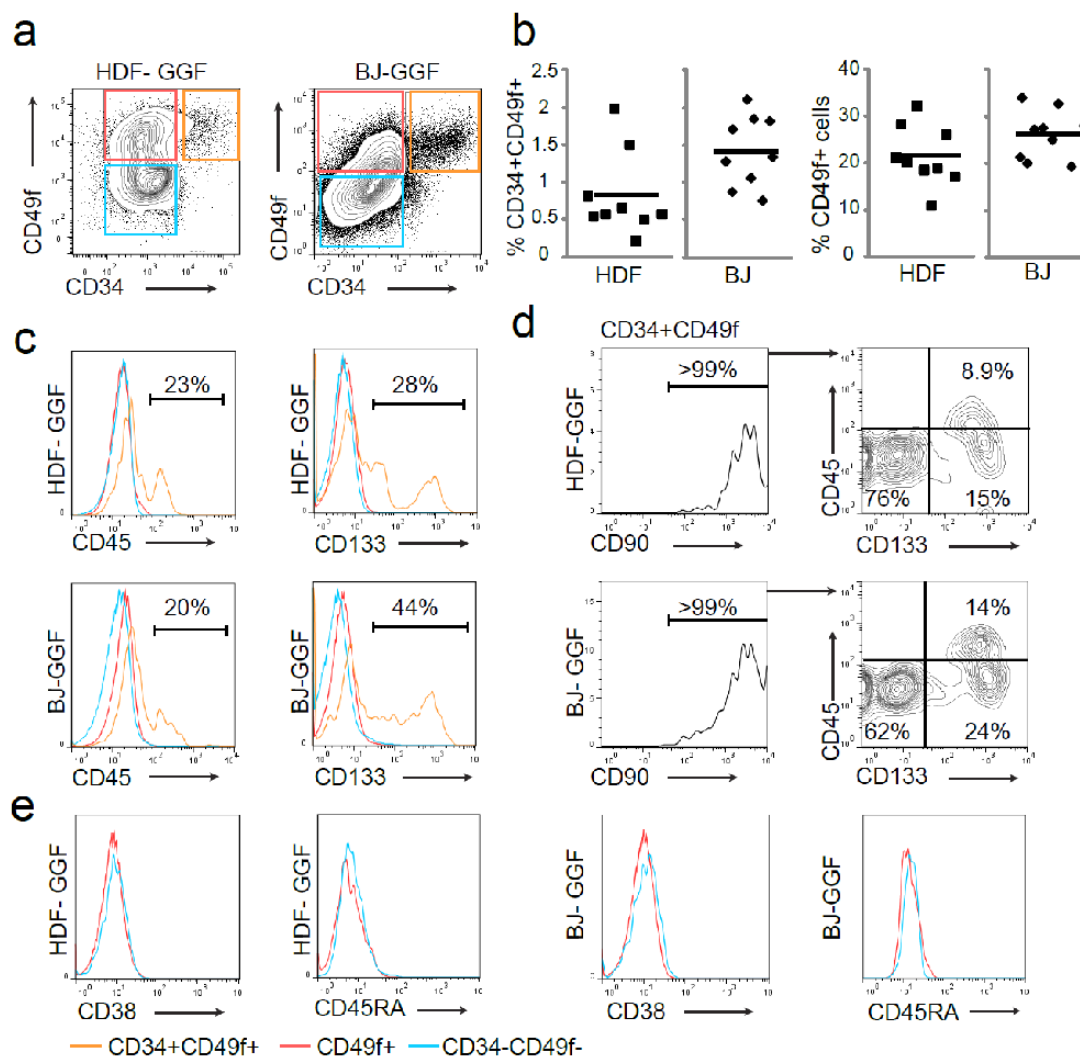 a
HDF- GGF
BJ-GGF
CD49f
CD34
CD49f
CD34
b
% CD34+CD49f+
2.5
2
1.5
1
0.5
0
HDF
BJ
% CD49f+ cells
40
30
20
10
0
HDF
BJ
c
HDF- GGF
23%
CD45
HDF- GGF
28%
CD133
BJ-GGF
20%
CD45
BJ-GGF
44%
CD133
d
CD34+CD49f
HDF-GGF
>99%
CD90
CD45
8.9%
76%
15%
CD133
BJ- GGF
>99%
CD90
CD45
14%
62%
24%
CD133
e
HDF- GGF
CD38
HDF- GGF
CD45RA
BJ- GGF
CD38
BJ-GGF
CD45RA
CD34+CD49f+
CD49f+
CD34-CD49f-